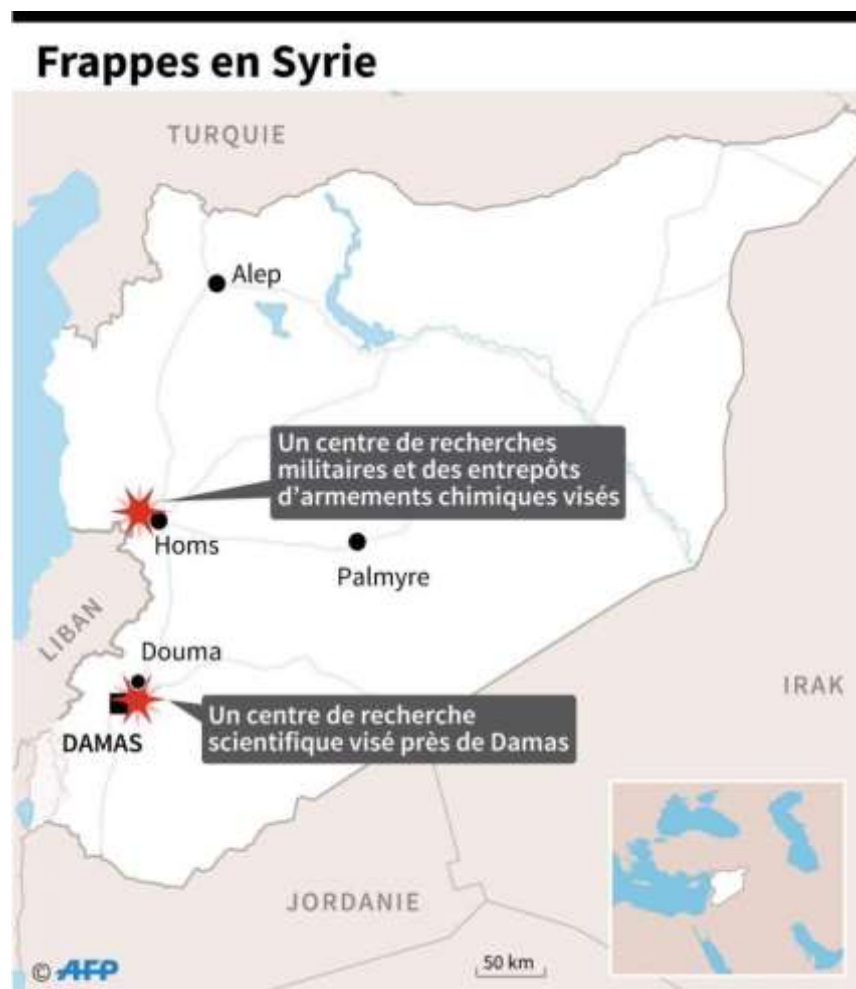 Frappes en Syrie
TURQUIE
Alep
Un centre de recherches
militaires et des entrepôts
d'armements chimiques visés
Homs
Palmyre
LIBAN
Douma
IRAK
Un centre de recherche
scientifique visé près de Damas
DAMAS
JORDANIE
© AFP
50 km